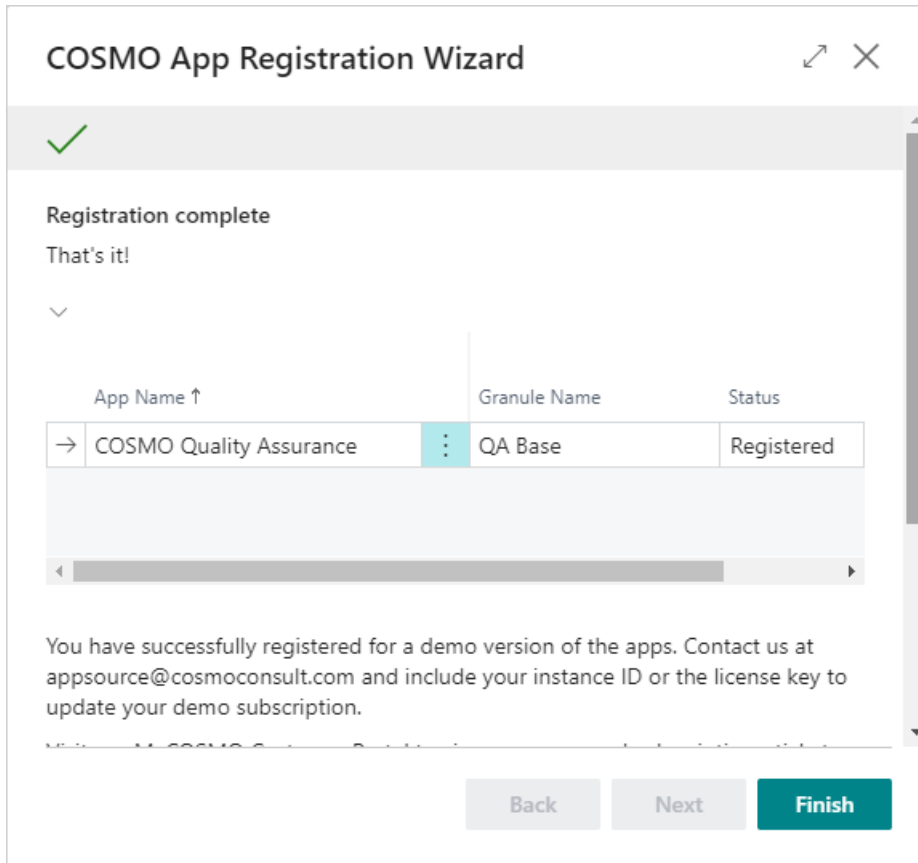 COSMO App Registration Wizard
Registration complete
That's it!
App Name ↑ Granule Name Status
COSMO Quality Assurance QA Base Registered
You have successfully registered for a demo version of the apps. Contact us at
appsource@cosmoconsult.com and include your instance ID or the license key to
update your demo subscription.
Back Next Finish